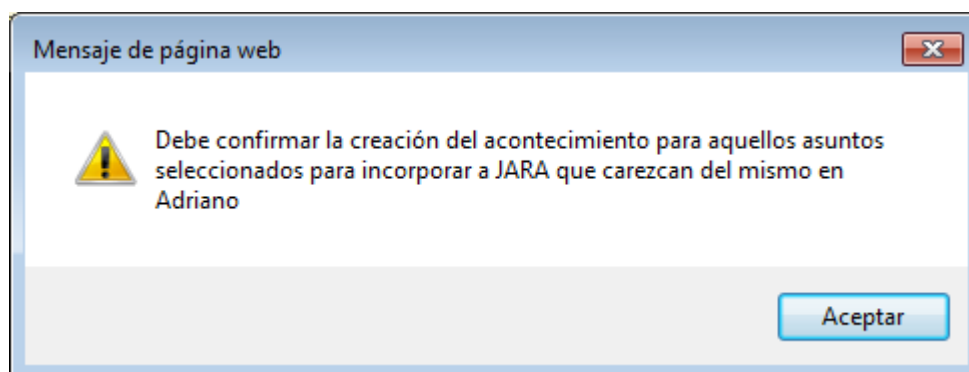 Mensaje de página web
Debe confirmar la creación del acontecimiento para aquellos asuntos
seleccionados para incorporar a JARA que carezcan del mismo en
Adriano
Aceptar